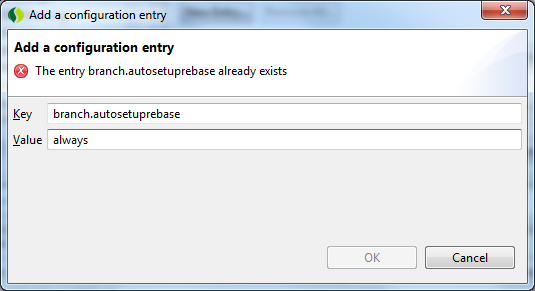 Add a configuration entry
Add a configuration entry
The entry branch.autosetuprebase already exists
Key branch.autosetuprebase
Value always
OK Cancel